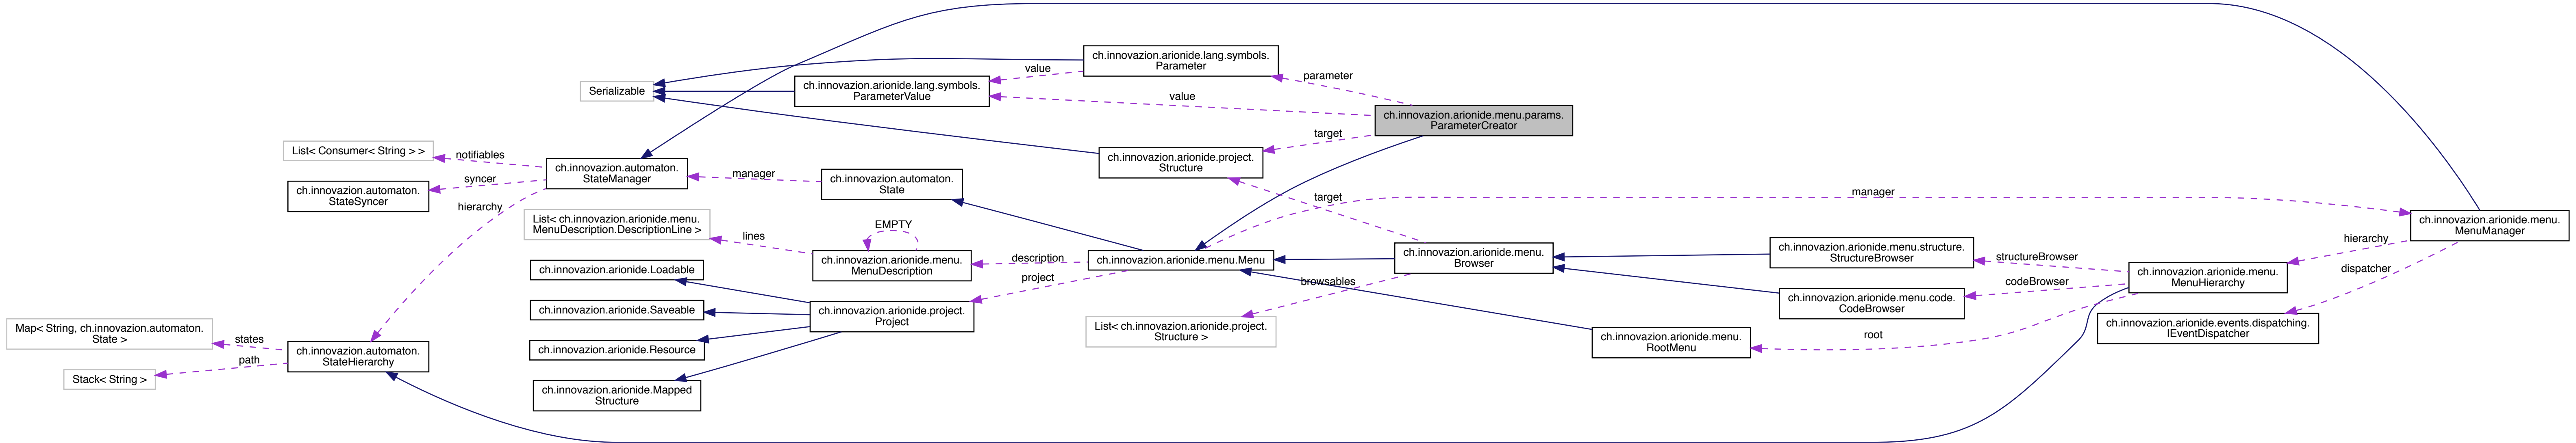 ch.innovazion.arionide.lang.symbols.
Parameter
parameter
value
Serializable
ch.innovazion.arionide.lang.symbols.
ParameterValue
value
ch.innovazion.arionide.menu.params.
ParameterCreator
target
List< Consumer< String > >
notifiables
ch.innovazion.arionide.project.
Structure
ch.innovazion.automaton.
StateManager
manager
ch.innovazion.automaton.
State
syncer
ch.innovazion.automaton.
StateSyncer
hierarchy
target
manager
List< ch.innovazion.arionide.menu.
MenuDescription.DescriptionLine >
lines
EMPTY
ch.innovazion.arionide.menu.
MenuDescription
description
ch.innovazion.arionide.menu.Menu
ch.innovazion.arionide.menu.
Browser
ch.innovazion.arionide.menu.structure.
StructureBrowser
structureBrowser
hierarchy
ch.innovazion.arionide.menu.
MenuManager
ch.innovazion.arionide.Loadable
project
browsables
codeBrowser
ch.innovazion.arionide.menu.
MenuHierarchy
dispatcher
ch.innovazion.arionide.Saveable
ch.innovazion.arionide.project.
Project
ch.innovazion.arionide.menu.code.
CodeBrowser
Map< String, ch.innovazion.automaton.
State >
states
List< ch.innovazion.arionide.project.
Structure >
ch.innovazion.arionide.menu.
RootMenu
root
ch.innovazion.arionide.events.dispatching.
IEventDispatcher
ch.innovazion.automaton.
StateHierarchy
path
Stack< String >
ch.innovazion.arionide.Resource
ch.innovazion.arionide.Mapped
Structure